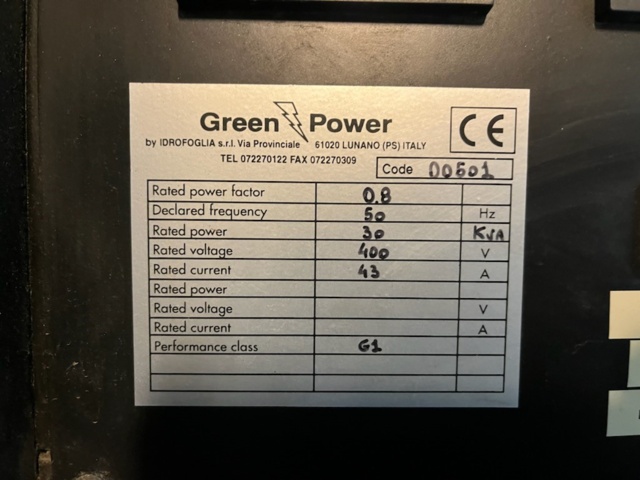 Green Power
by IDROFOGLIA s.r.l. Via Provinciale 61020 LUNANO (PS) ITALY
TEL 072270122 FAX 072270309
CE
Code 00501
Rated power factor 0.8
Declared frequency 50 Hz
Rated power 30 KVA
Rated voltage 400 V
Rated current 43 A
Rated power
Rated voltage V
Rated current A
Performance class G1